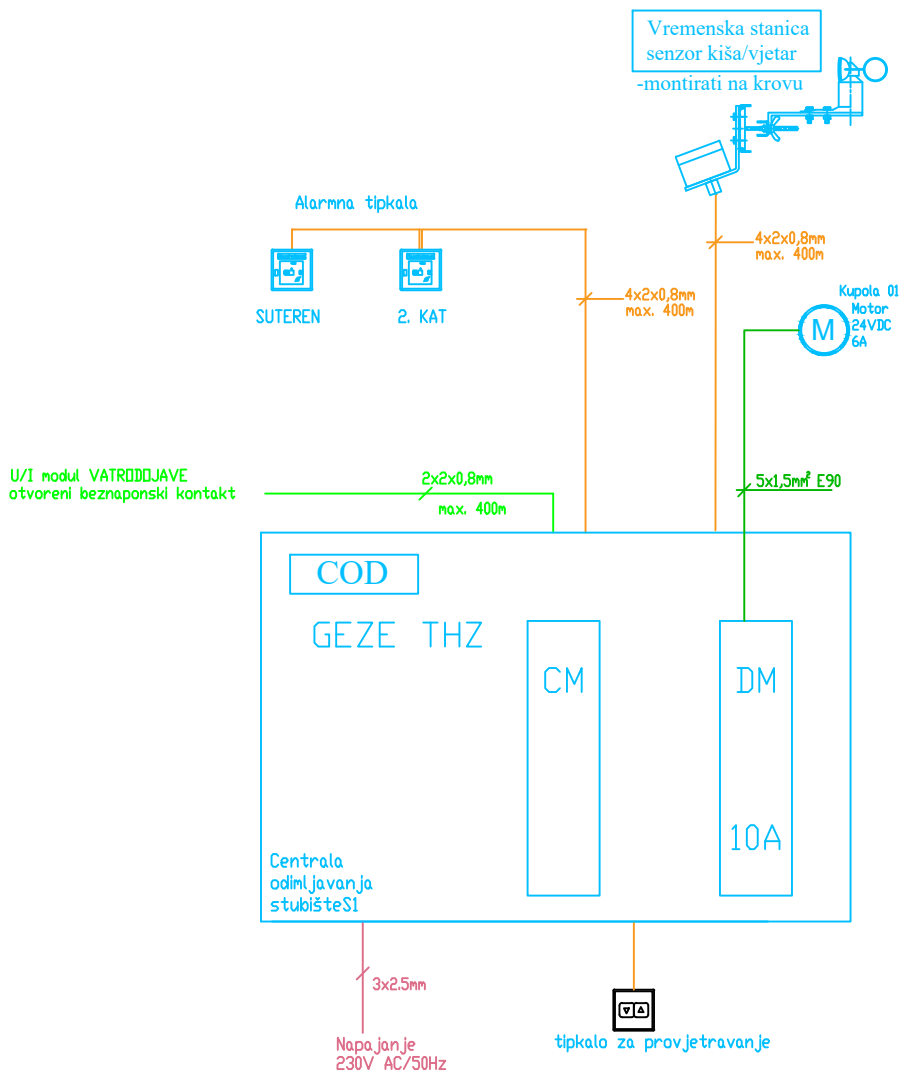 Vremenska stanica
senzor kiša/vjetar
-montirati na krovu
Alarmna tipkala
SUTEREN
2. KAT
4x2x0,8mm
max. 400m
4x2x0,8mm
max. 400m
Kupola 01
Motor
24VDC
6A
M
U/I modul VATRODOJAVE
otvoreni beznaponski kontakt
2x2x0,8mm
max. 400m
5x1,5mm² E90
COD
GEZE THZ
CM
DM
10A
Centrala
odimljavanja
stubišteS1
3x2.5mm
Napajanje
230V AC/50Hz
tipkalo za provjetravanje